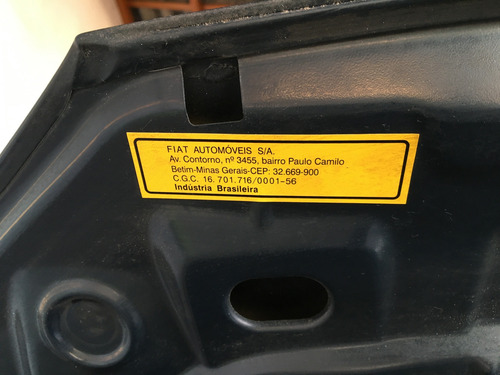 FIAT AUTOMÓVEIS S/A.
Av. Contorno, nº 3455, bairro Paulo Camilo
Betim-Minas Gerais-CEP: 32.669-900
C.G.C. 16.701.716/0001-56
Indústria Brasileira